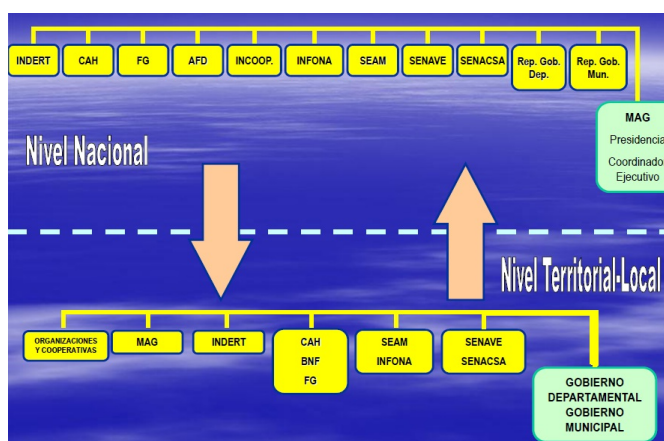 INDERT
CAH
FG
AFD
INCOOP.
INFONA
SEAM
SENAVE
SENACSA
Rep. Gob.
Dep.
Rep. Gob.
Mun.
MAG
Presidencia
Coordinador
Ejecutivo
Nivel Nacional
Nivel Territorial-Local
ORGANIZACIONES
Y COOPERATIVAS
MAG
INDERT
CAH
BNF
FG
SEAM
INFONA
SENAVE
SENACSA
GOBIERNO
DEPARTAMENTAL
GOBIERNO
MUNICIPAL